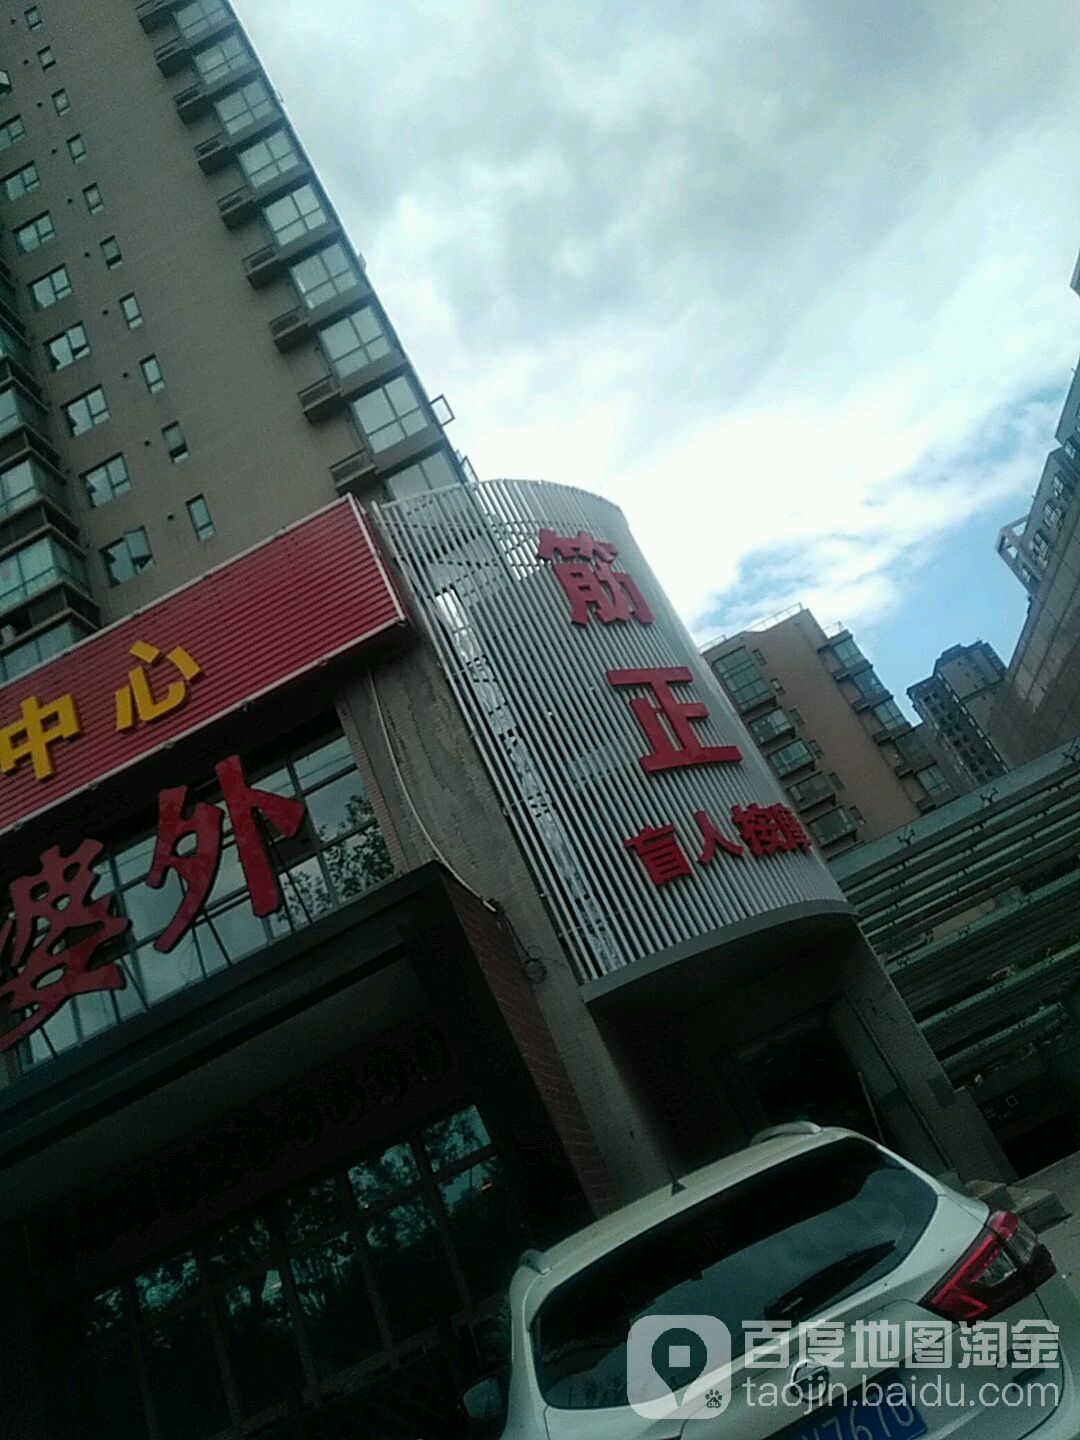 中心
婆外
筋正
盲人按摩
百度地图淘金
taojin.baidu.com